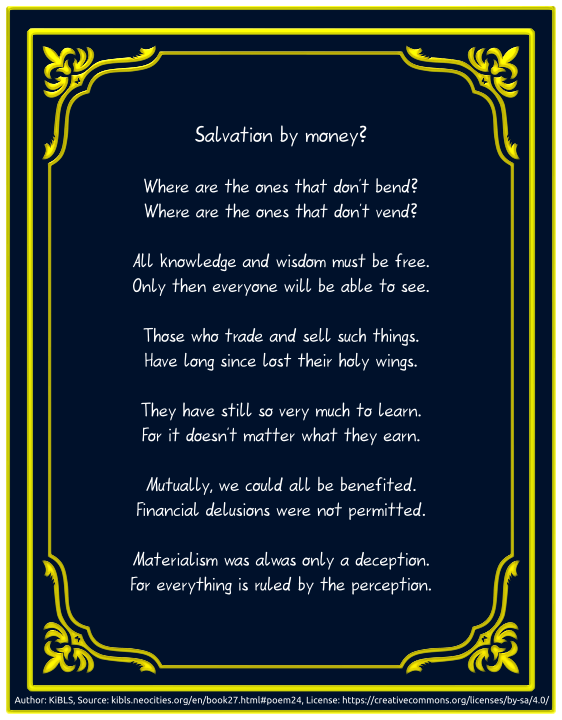 Salvation by money?
Where are the ones that don't bend?
Where are the ones that don't vend?
All knowledge and wisdom must be free.
Only then everyone will be able to see.
Those who trade and sell such things.
Have long since lost their holy wings.
They have still so very much to learn.
For it doesn't matter what they earn.
Mutually, we could all be benefited.
Financial delusions were not permitted.
Materialism was alwas only a deception.
For everything is ruled by the perception.
Author: KiBLS, Source: kibls.neocities.org/en/book27.html#poem24, License: https://creativecommons.org/licenses/by-sa/4.0/